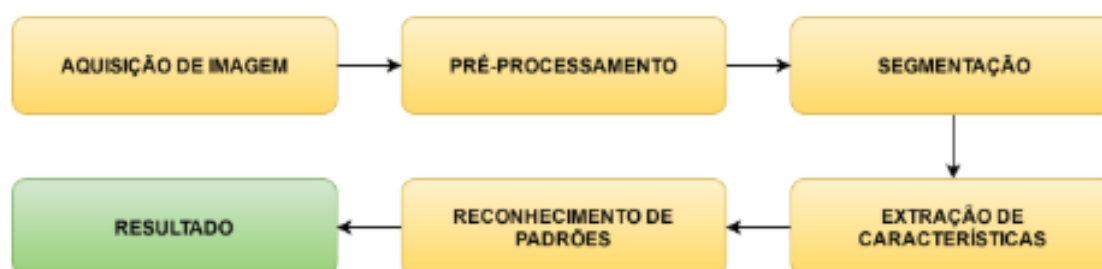 AQUISIÇÃO DE IMAGEM
PRÉ-PROCESSAMENTO
SEGMENTAÇÃO
EXTRAÇÃO DE
CARACTERÍSTICAS
RECONHECIMENTO DE
PADRÕES
RESULTADO